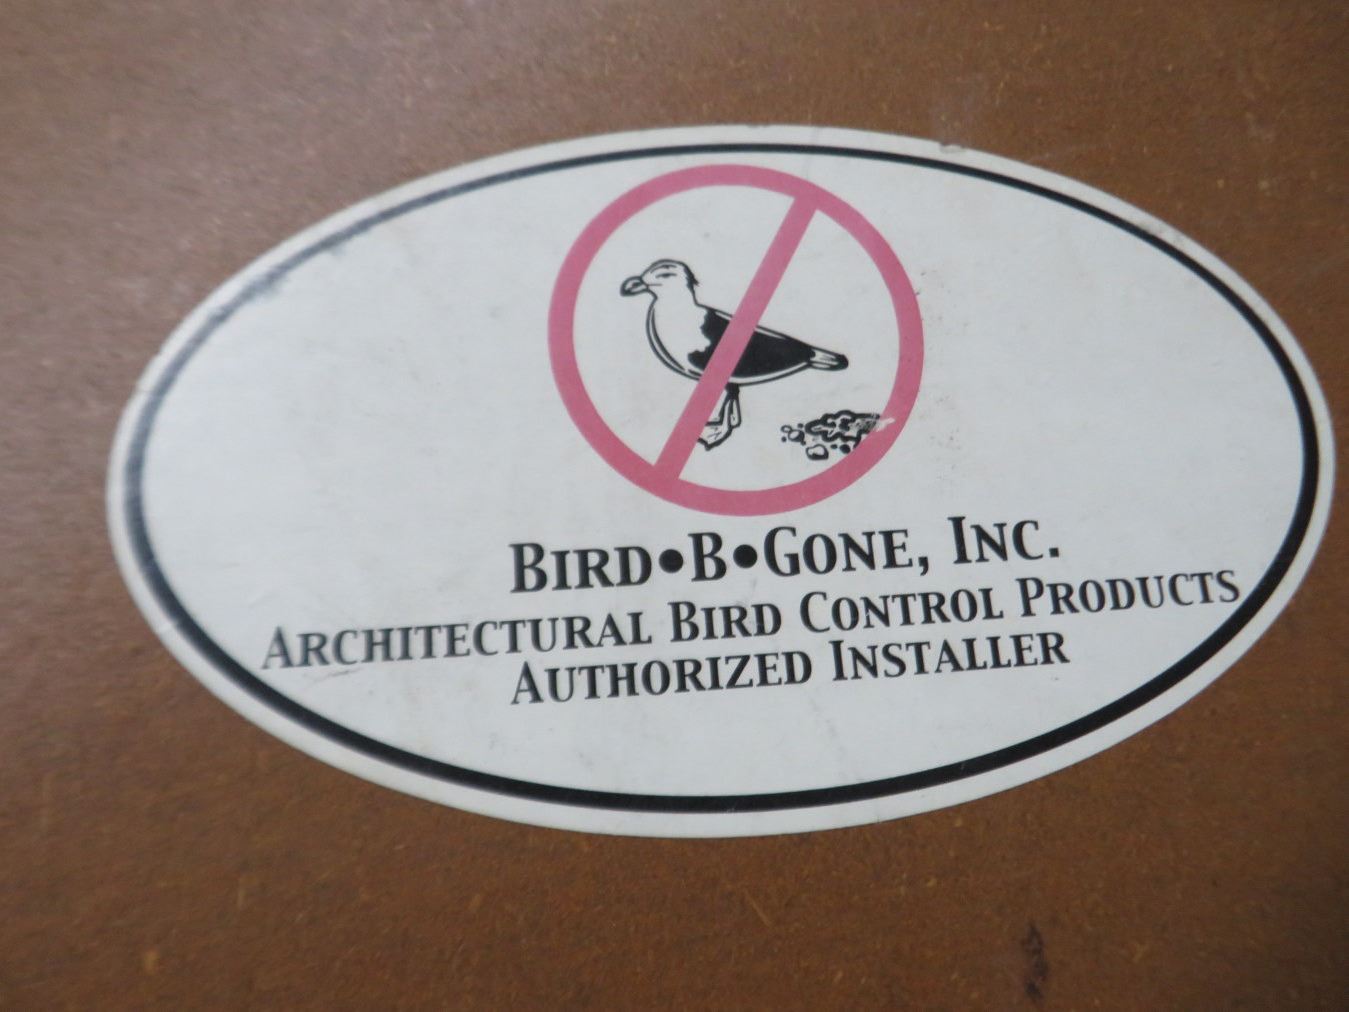 Bird•B•Gone, Inc.
Architectural Bird Control Products
Authorized Installer